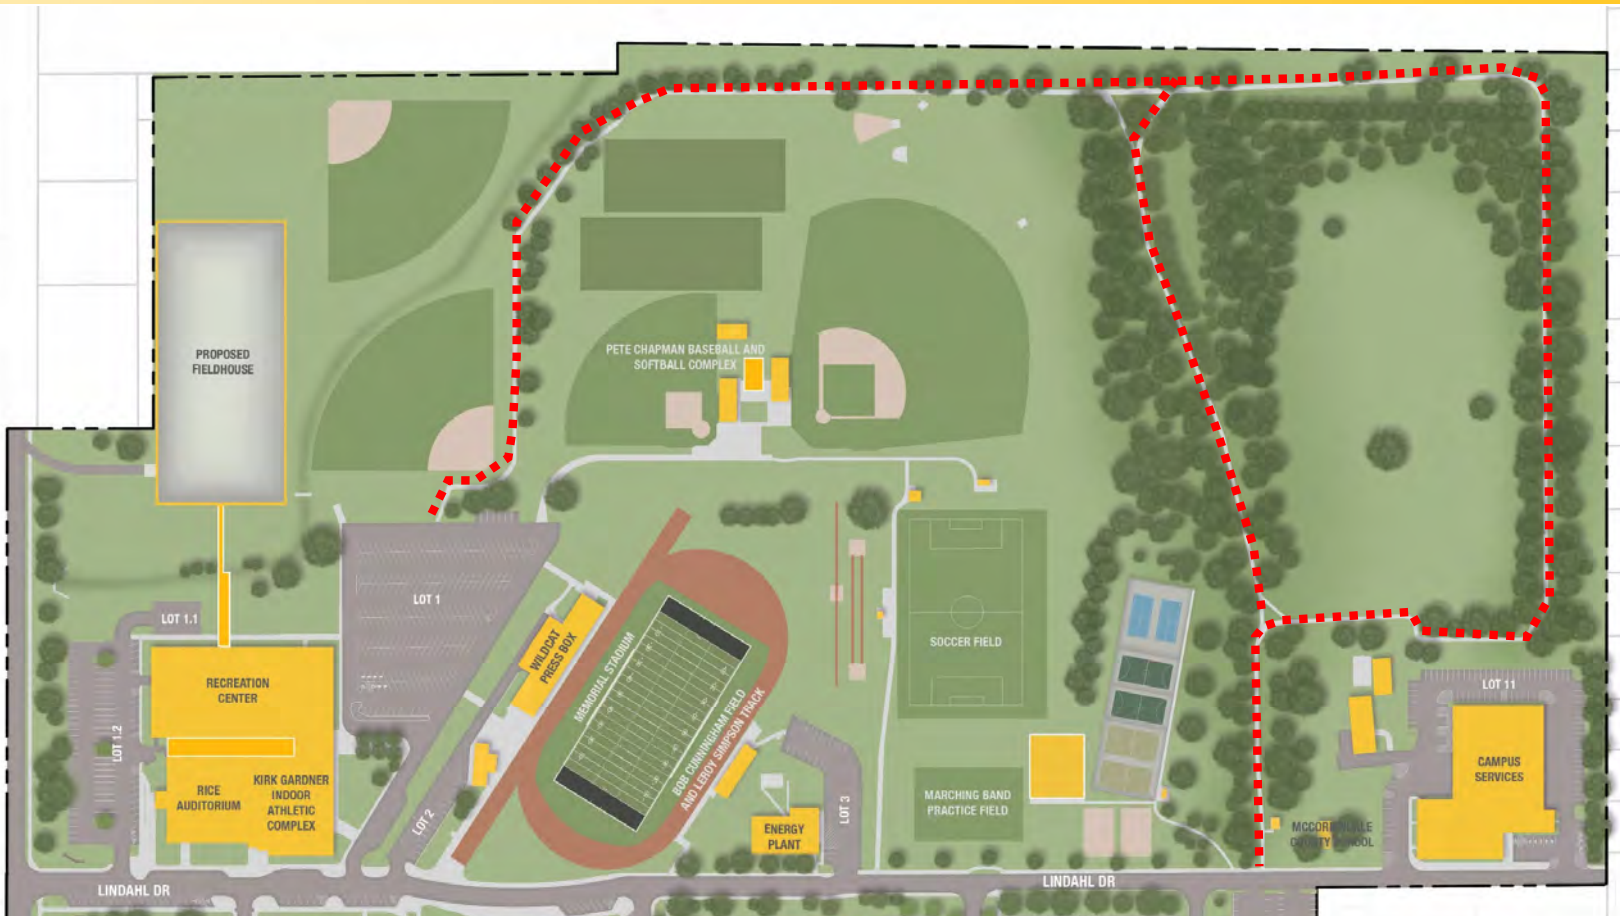 PROPOSED
FIELDHOUSE
PETE CHAPMAN BASEBALL AND
SOFTBALL COMPLEX
LOT 1
LOT 1.1
LOT 1.2
RECREATION
CENTER
RICE
AUDITORIUM
KIRK GARDNER
INDOOR
ATHLETIC
COMPLEX
LOT 2
WILDCAT
PRESS BOX
MEMORIAL STADIUM
BOB CUNNINGHAM FIELD
AND LEROY SIMPSON TRACK
ENERGY
PLANT
LOT 3
SOCCER FIELD
MARCHING BAND
PRACTICE FIELD
LOT 11
CAMPUS
SERVICES
COUNTY SCHOOL
LINDAHL DR
LINDAHL DR